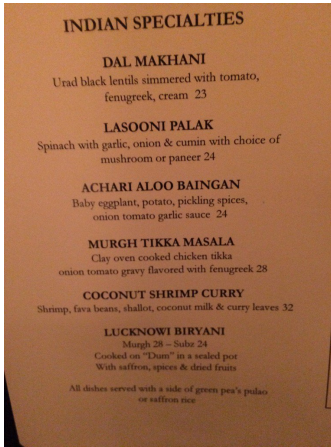 INDIAN SPECIALTIES
DAL MAKHANI
Urad black lentils simmered with tomato,
fenugreek, cream 23
LASOONI PALAK
Spinach with garlic, onion & cumin with choice of
mushroom or paneer 24
ACHARI ALOO BAINGAN
Baby eggplant, potato, pickling spices,
onion tomato garlic sauce 24
MURGH TIKKA MASALA
Clay oven cooked chicken tikka
onion tomato gravy flavored with fenugreek 28
COCONUT SHRIMP CURRY
Shrimp, fava beans, shallot, coconut milk & curry leaves 32
LUCKNOWI BIRYANI
Murgh 28 – Subz 24
Cooked on “Dum” in a sealed pot
With saffron, spices & dried fruits
All dishes served with a side of green pea's pulao
or saffron rice